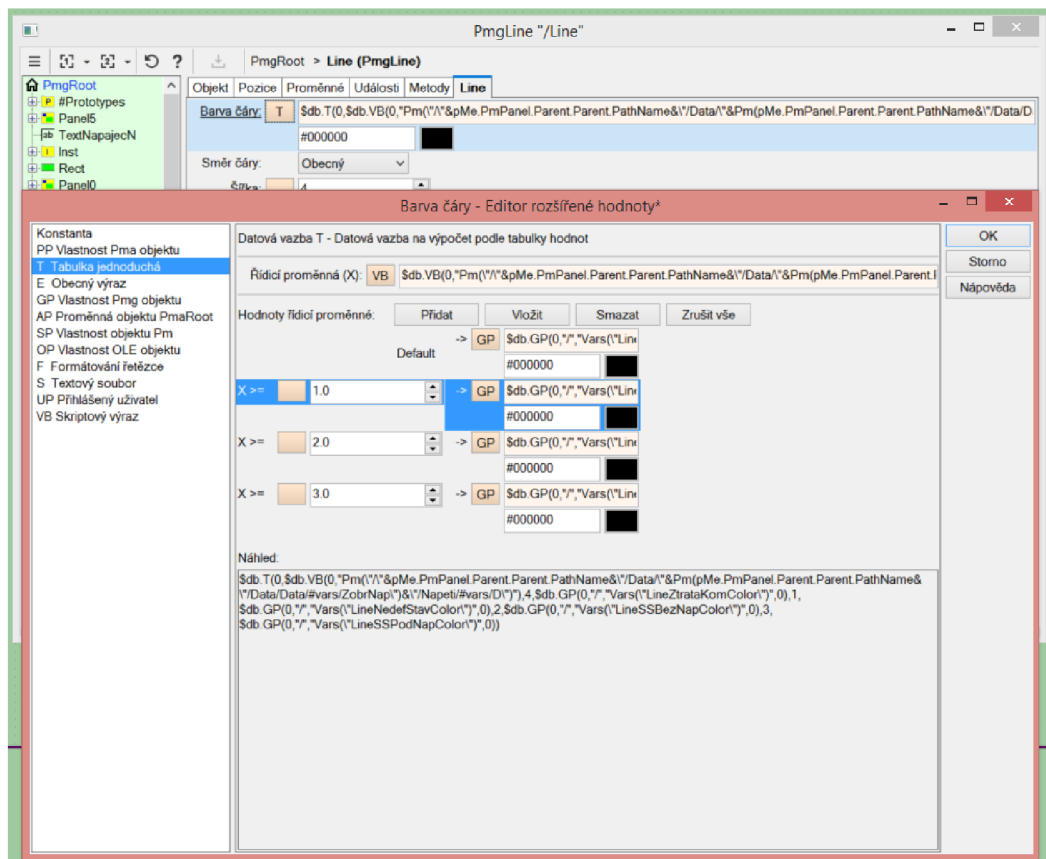 PmgLine "/Line"
PmgRoot > Line (PmgLine)
PmgRoot
#Prototypes
Panel5
TextNapajecN
Inst
Rect
Panel0
Objekt Pozice Proměnné Události Metody Line
Barva čáry: T $db.T(0,$db.VB(0,"Pm(\"/\"&pMe.PmPanel.Parent.Parent.PathName&\"/Data/\"&Pm(pMe.PmPanel.Parent.Parent.PathName&\"/Data/D
#000000
Směr čáry: Obecný
Šířka: 4
Barva čáry - Editor rozšířené hodnoty*
Konstanta
PP Vlastnost Pma objektu
T Tabulka jednoduchá
E Obecný výraz
GP Vlastnost Pmg objektu
AP Proměnná objektu PmaRoot
SP Vlastnost objektu Pm
OP Vlastnost OLE objektu
F Formátování řetězce
S Textový soubor
UP Přihlášený uživatel
VB Skriptový výraz
Datová vazba T - Datová vazba na výpočet podle tabulky hodnot
Řídicí proměnná (X): VB $db.VB(0,"Pm(\"/\"&pMe.PmPanel.Parent.Parent.PathName&\"/Data/\"&Pm(pMe.PmPanel.Parent.
Hodnoty řídicí proměnné: Přidat Vložit Smazat Zrušit vše
Default -> GP $db.GP(0,"/","Vars(\"Line
#000000
X >= 1.0 -> GP $db.GP(0,"/","Vars(\"Line
#000000
X >= 2.0 -> GP $db.GP(0,"/","Vars(\"Line
#000000
X >= 3.0 -> GP $db.GP(0,"/","Vars(\"Line
#000000
Náhled:
$db.T(0,$db.VB(0,"Pm(\"/\"&pMe.PmPanel.Parent.Parent.PathName&\"/Data/\"&Pm(pMe.PmPanel.Parent.Parent.PathName&
\"/Data/Data/#vars/ZobrNap\")&\"/Napeti/#vars/D\")"),4,$db.GP(0,"/","Vars(\"LineZtrataKomColor\")",0),1,
$db.GP(0,"/","Vars(\"LineNedefStavColor\")",0),2,$db.GP(0,"/","Vars(\"LineSSBezNapColor\")",0),3,
$db.GP(0,"/","Vars(\"LineSSPodNapColor\")",0))
OK
Storno
Nápověda